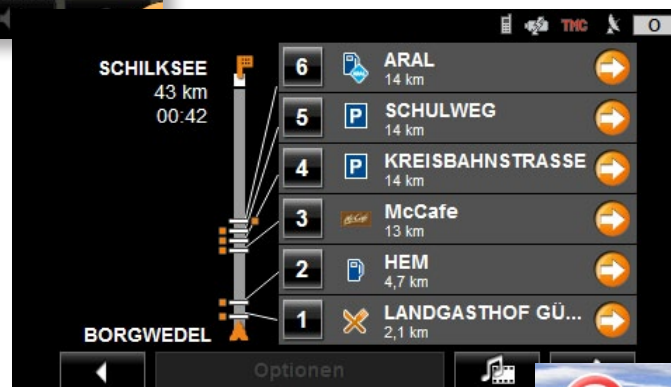 TMC 0
SCHILKSEE
43 km
00:42
6 ARAL
14 km
5 P SCHULWEG
14 km
4 P KREISBAHNSTRASSE
14 km
3 McCafe
13 km
2 HEM
4,7 km
1 LANDGASTHOF GÜ...
2,1 km
BORGWEDEL
Optionen